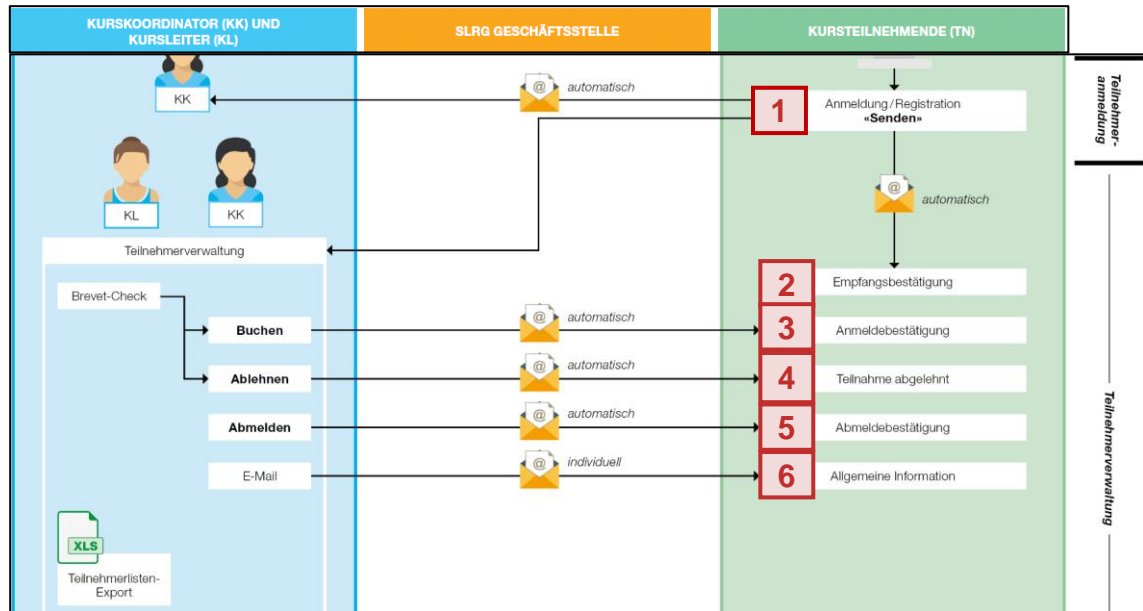 KURSKOORDINATOR (KK) UND
KURSLEITER (KL)
SLRG GESCHÄFTSSTELLE
KURSTEILNEHMENDE (TN)
KK
@
automatisch
1
Anmeldung/Registration
«Senden»
Teilnehmer-
anmeldung
KL
KK
@
automatisch
Teilnehmerverwaltung
Brevet-Check
2
Empfangsbestätigung
Buchen
@
automatisch
3
Anmeldebestätigung
Ablehnen
@
automatisch
4
Teilnahme abgelehnt
Abmelden
@
automatisch
5
Abmeldebestätigung
E-Mail
@
individuell
6
Allgemeine Information
Teilnehmerverwaltung
XLS
Teilnehmerlisten-
Export